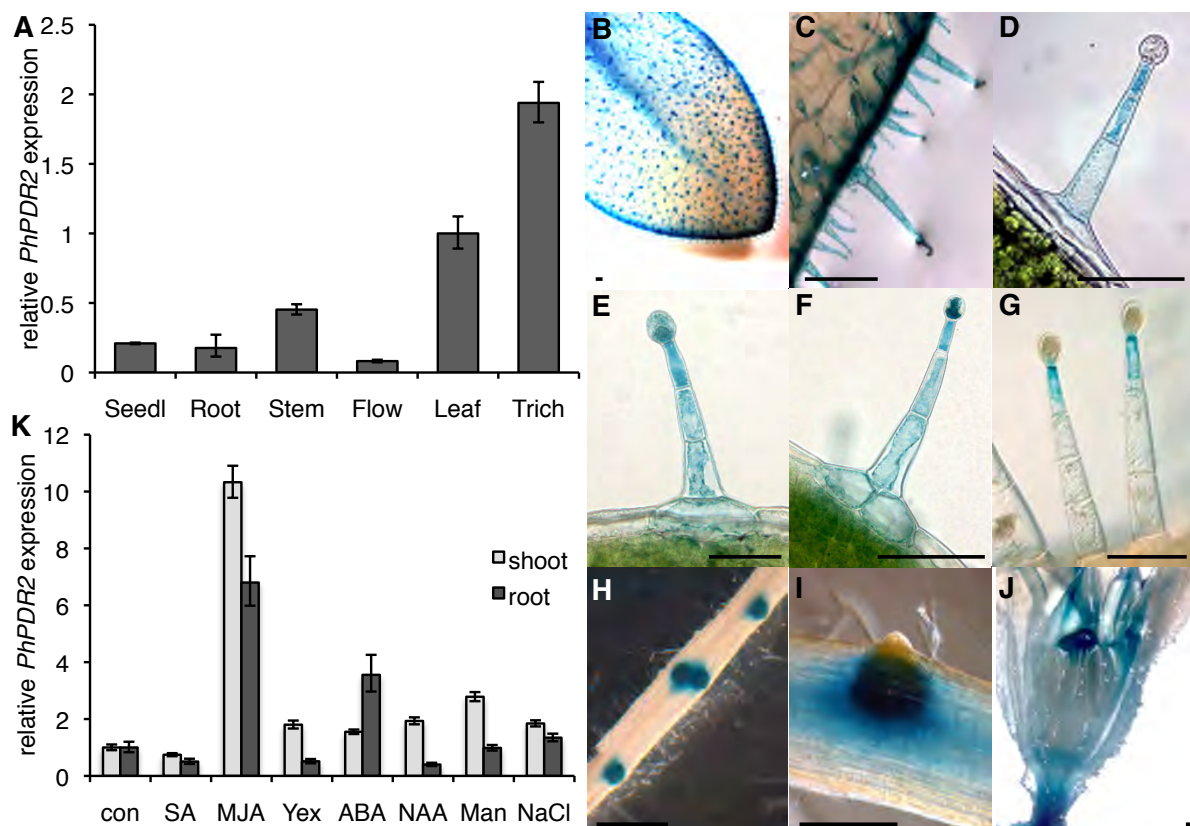 A
relative PhPDR2 expression
2.5
2
1.5
1
0.5
0
Seedl Root Stem Flow Leaf Trich
B
C
D
E
F
G
H
I
J
K
relative PhPDR2 expression
12
10
8
6
4
2
0
shoot
root
con SA MJA Yex ABA NAA Man NaCl